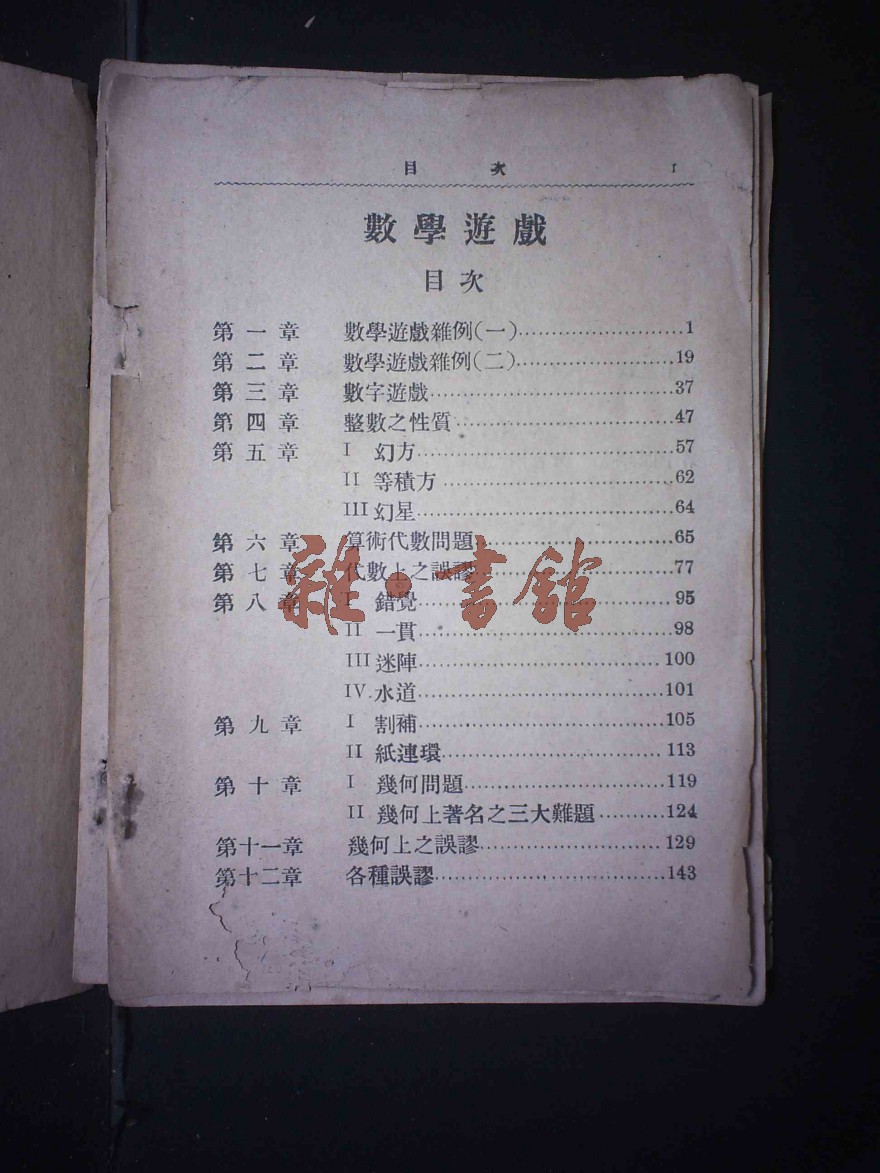 目 次 1
數學遊戲
目次
第一章 數學遊戲雜例(一)........................1
第二章 數學遊戲雜例(二)........................19
第三章 數字遊戲........................37
第四章 整數之性質........................47
第五章 I 幻方........................57
II 等積方........................62
III 幻星........................64
第六章 算術代數問題........................65
第七章 代數上之誤謬........................77
第八章 I 錯覺........................95
II 一貫........................98
III 迷陣........................100
IV. 水道........................101
第九章 I 割補........................105
II 紙連環........................113
第十章 I 幾何問題........................119
II 幾何上著名之三大難題..........124
第十一章 幾何上之誤謬........................129
第十二章 各種誤謬........................143
雜·書館